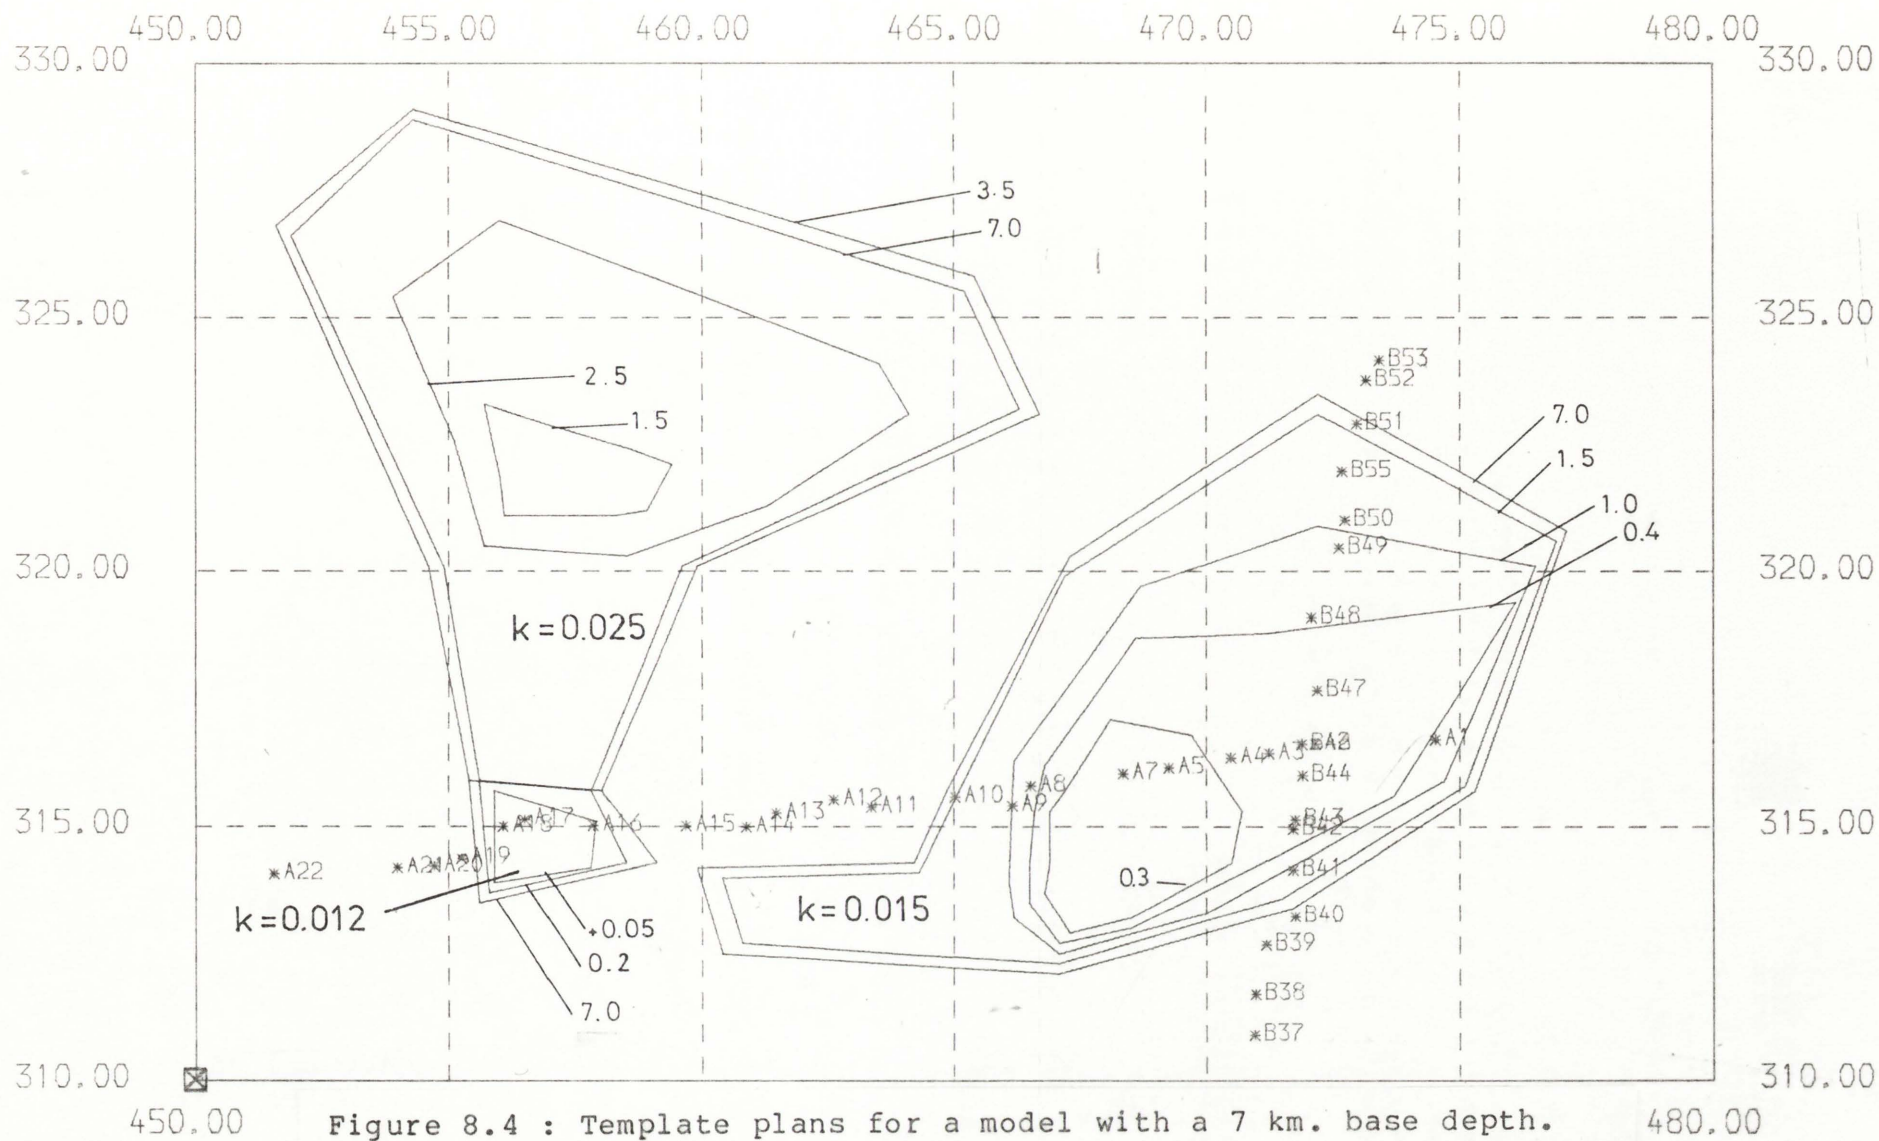 450.00 455.00 460.00 465.00 470.00 475.00 480.00
330.00 330.00
3.5
7.0
325.00 325.00
B53
B52
2.5
1.5
7.0
B51
1.5
B55
1.0
B50
0.4
B49
320.00 320.00
k=0.025
B48
B47
A1
A3
A4
A5
A7
B44
A8
A9
A10
A12
A11
A13
B43
B42
315.00 315.00
A17
A18
A16
A15
A14
A19
A20
A21
A22
B41
0.3
k=0.012
k=0.015
B40
+0.05
B39
0.2
B38
7.0
B37
310.00 310.00
450.00 480.00
Figure 8.4 : Template plans for a model with a 7 km. base depth.